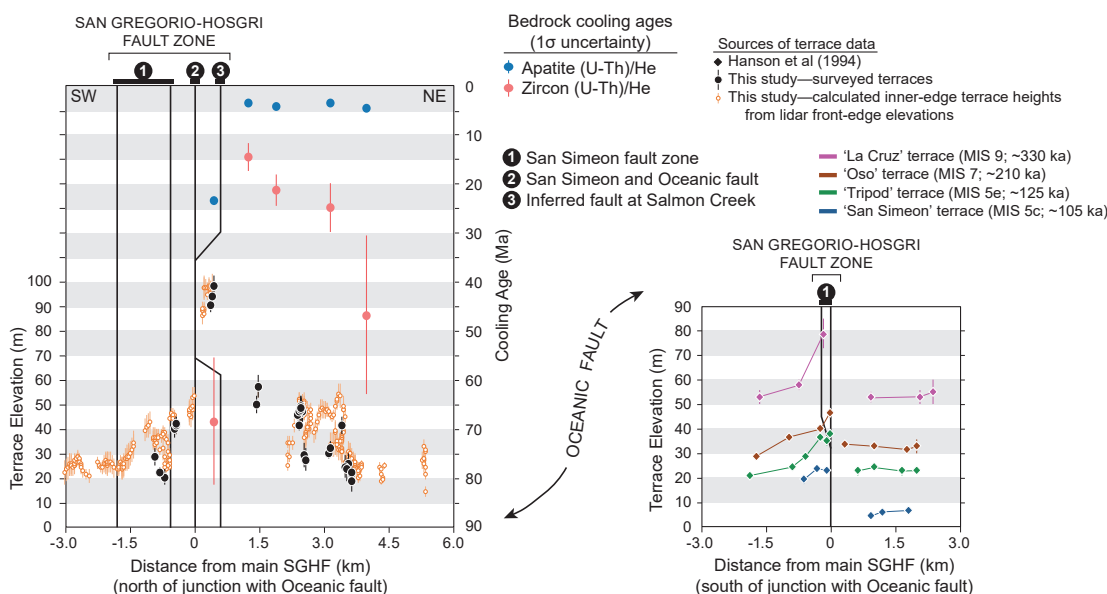 SAN GREGORIO-HOSGRI
FAULT ZONE
1
2
3
SW
NE
0
10
20
30
40
50
60
70
80
90
Cooling Age (Ma)
100
90
80
70
60
50
40
30
20
10
0
Terrace Elevation (m)
-3.0
-1.5
0
1.5
3.0
4.5
6.0
Distance from main SGHF (km)
(north of junction with Oceanic fault)
Bedrock cooling ages
(1σ uncertainty)
Apatite (U-Th)/He
Zircon (U-Th)/He
Sources of terrace data
Hanson et al (1994)
This study—surveyed terraces
This study—calculated inner-edge terrace heights
from lidar front-edge elevations
1 San Simeon fault zone
2 San Simeon and Oceanic fault
3 Inferred fault at Salmon Creek
'La Cruz' terrace (MIS 9; ~330 ka)
'Oso' terrace (MIS 7; ~210 ka)
'Tripod' terrace (MIS 5e; ~125 ka)
'San Simeon' terrace (MIS 5c; ~105 ka)
OCEANIC FAULT
SAN GREGORIO-HOSGRI
FAULT ZONE
1
90
80
70
60
50
40
30
20
10
0
Terrace Elevation (m)
-3.0
-1.5
0
1.5
3.0
Distance from main SGHF (km)
(south of junction with Oceanic fault)